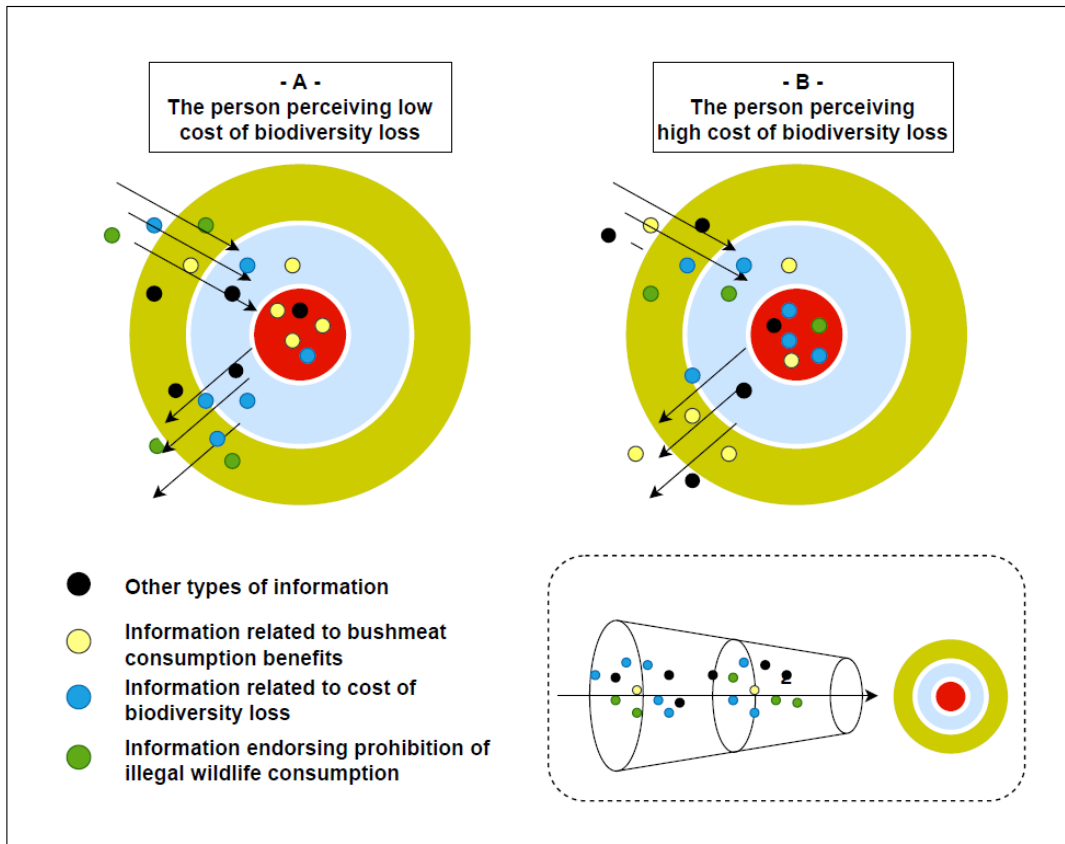 - A -
The person perceiving low
cost of biodiversity loss
- B -
The person perceiving
high cost of biodiversity loss
Other types of information
Information related to bushmeat
consumption benefits
Information related to cost of
biodiversity loss
Information endorsing prohibition of
illegal wildlife consumption